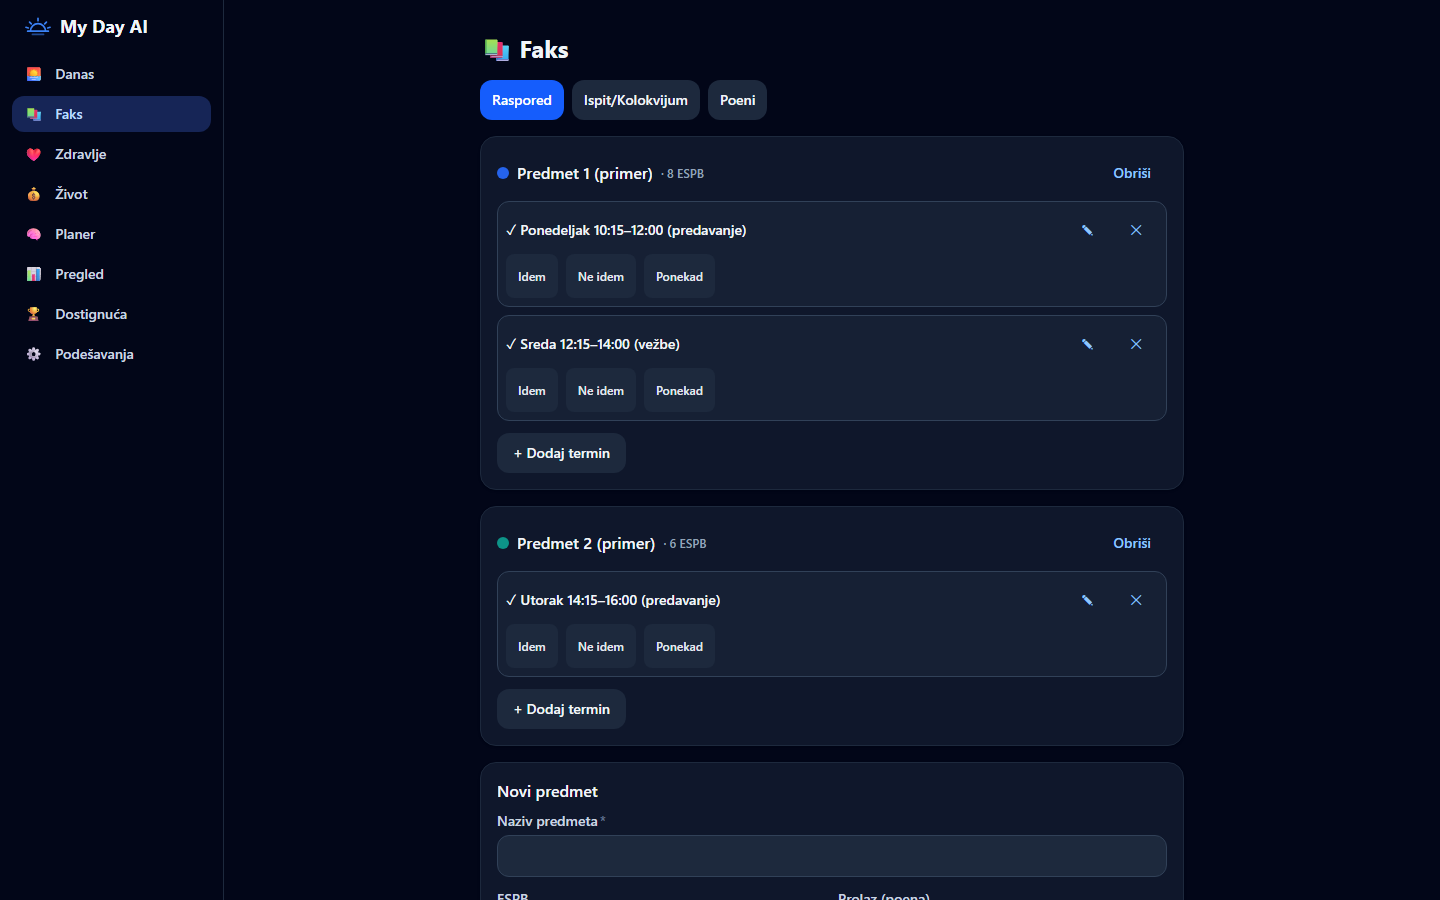 My Day AI
Danas
Faks
Zdravlje
Život
Planer
Pregled
Dostignuća
Podešavanja
Faks
Raspored Ispit/Kolokvijum Poeni
Predmet 1 (primer) · 8 ESPB Obriši
✓ Ponedeljak 10:15–12:00 (predavanje)
Idem Ne idem Ponekad
✓ Sreda 12:15–14:00 (vežbe)
Idem Ne idem Ponekad
+ Dodaj termin
Predmet 2 (primer) · 6 ESPB Obriši
✓ Utorak 14:15–16:00 (predavanje)
Idem Ne idem Ponekad
+ Dodaj termin
Novi predmet
Naziv predmeta *
ESPB Prolaz (poena)